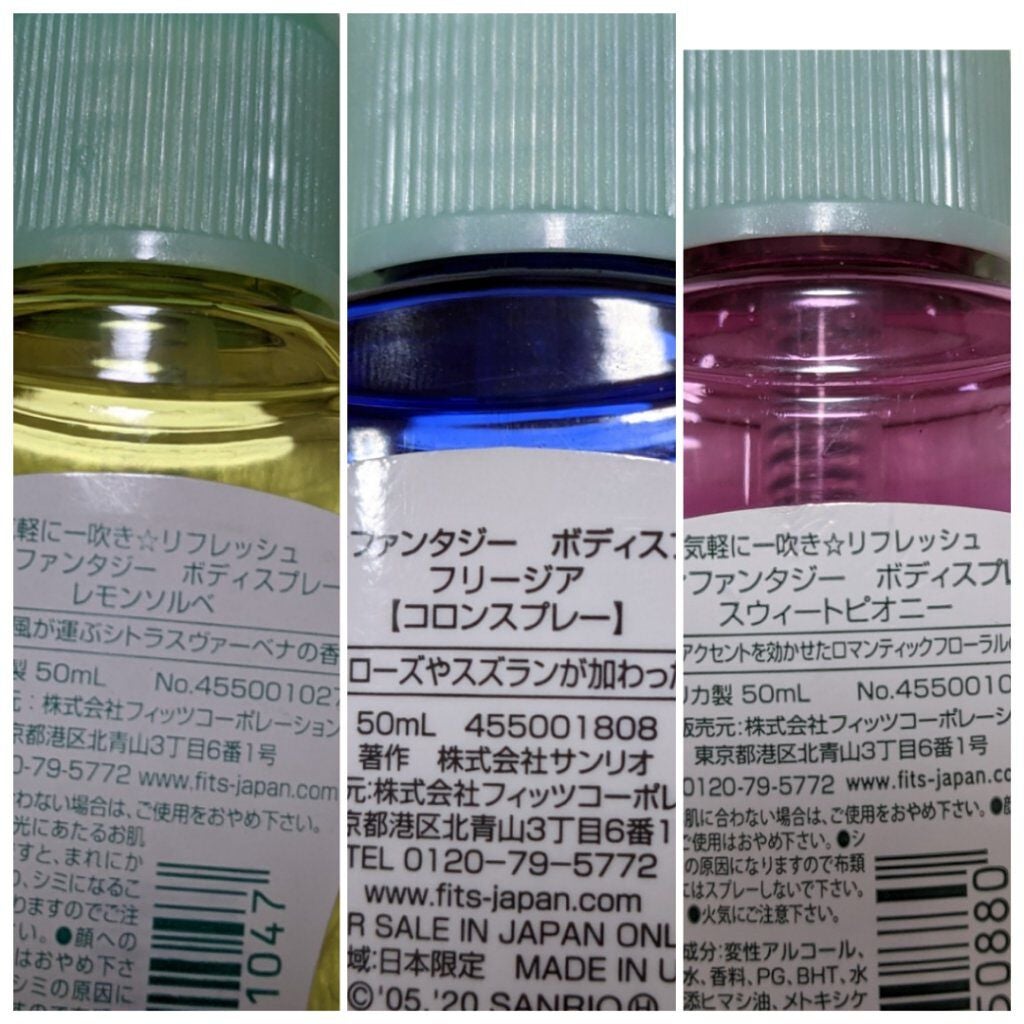 気軽に一吹き☆リフレッシュ
ファンタジー　ボディスプレー
レモンソルベ
風が運ぶシトラスヴァーベナの香
製 50mL No.45500102
元：株式会社フィッツコーポレーション
京都港区北青山3丁目6番1号
0-79-5772 www.fits-japan.com
わない場合は、ご使用をおやめ下さい。
光にあたるお肌
すと、まれにか
、シミになるこ
りますのでご注
い。●顔への
はおやめ下さ
シミの原因に
1047
ファンタジー　ボディス
フリージア
【コロンスプレー】
ローズやスズランが加わっ
50mL 455001808
著作　株式会社サンリオ
元:株式会社フィッツコーポレ
京都港区北青山3丁目6番1
TEL 0120-79-5772
www.fits-japan.com
R SALE IN JAPAN ONL
域:日本限定 MADE IN U
©'05,'20 SANRIO Ⓗ
気軽に一吹き☆リフレッシュ
ファンタジー　ボディスプレ
スウィートピオニー
アクセントを効かせたロマンティックフローラル
リカ製 50mL No.4550010
販売元:株式会社フィッツコーポレーシ
東京都港区北青山3丁目6番1号
0120-79-5772 www.fits-japan.co
肌に合わない場合は、ご使用をおやめ下さい。●顔
ご使用はおやめ下さい。●シ
の原因になりますので布類
にはスプレーしないで下さい。
●火気にご注意下さい。
成分：変性アルコール、
水、香料、PG、BHT、水
添ヒマシ油、メトキシケ
50880